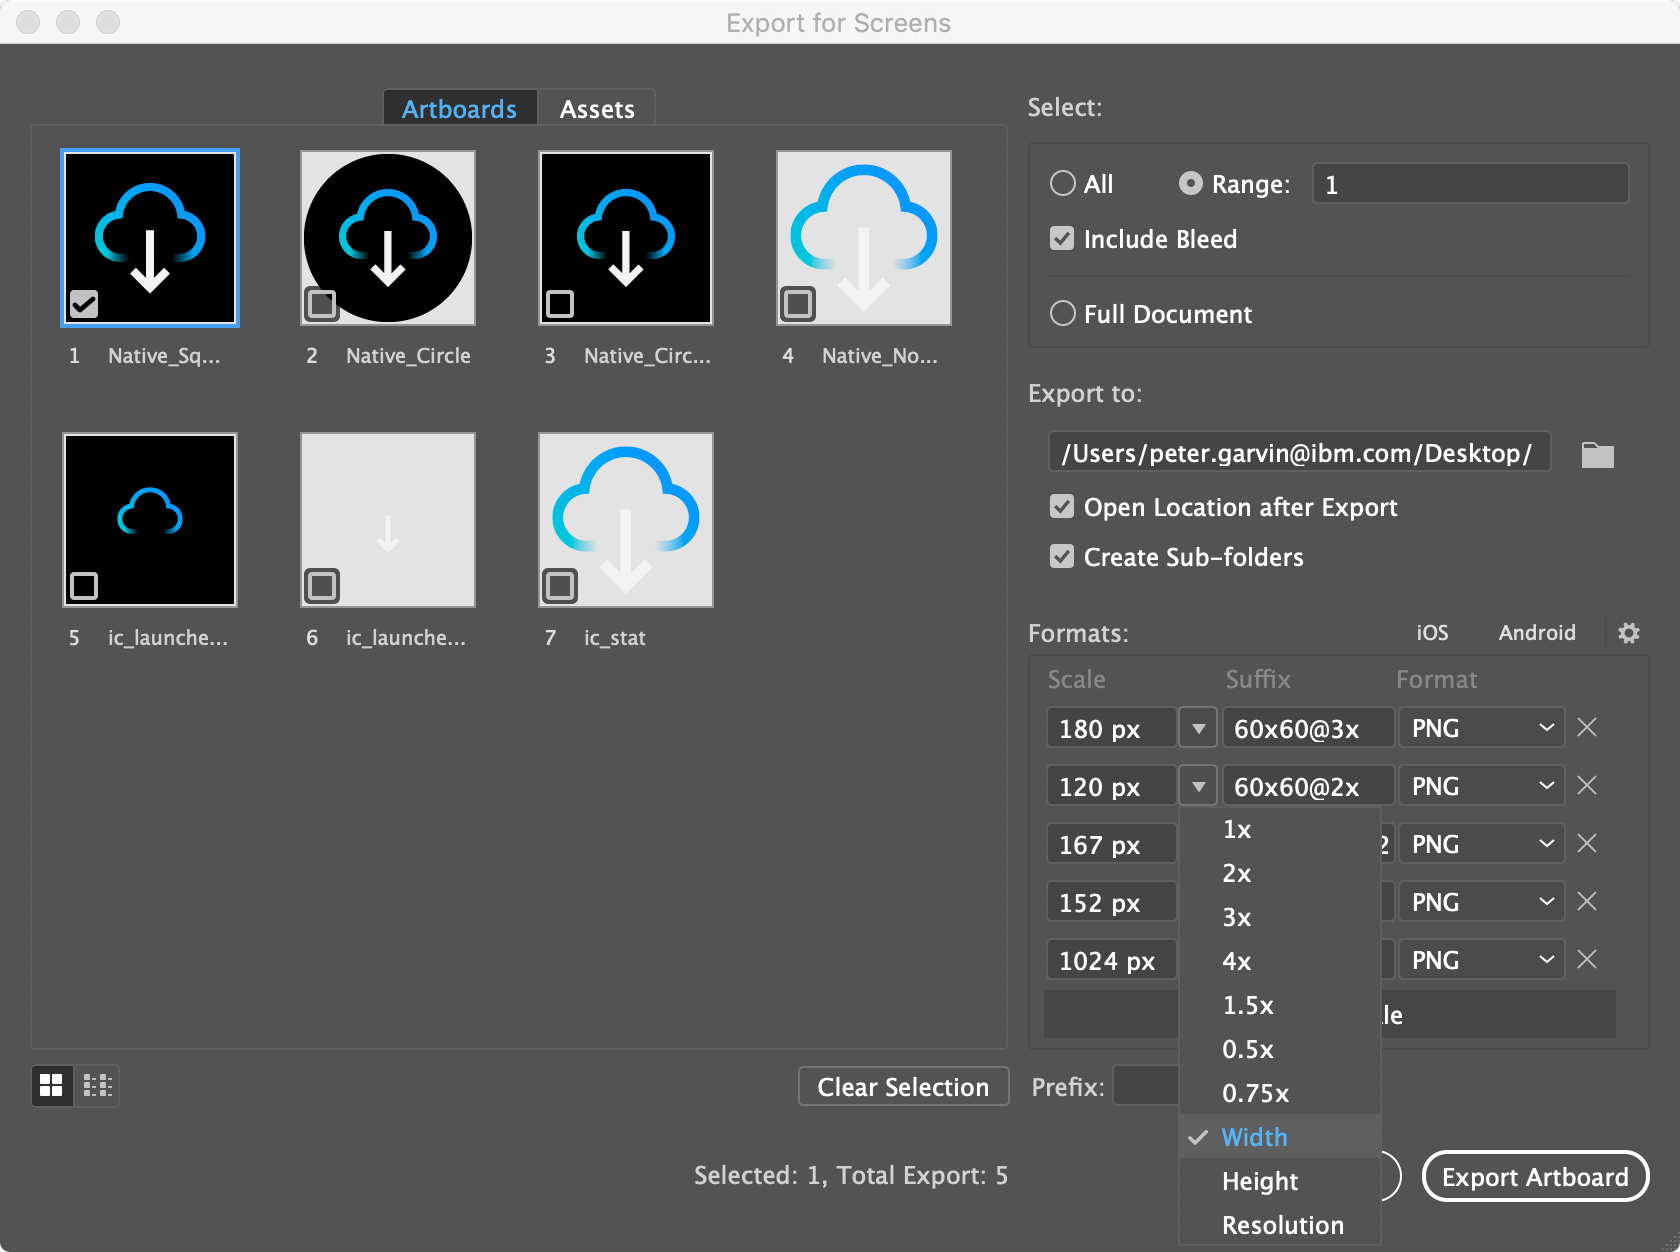 Export for Screens
Artboards
Assets
1 Native_Sq...
2 Native_Circle
3 Native_Circ...
4 Native_No...
5 ic_launche...
6 ic_launche...
7 ic_stat
Clear Selection
Selected: 1, Total Export: 5
Select:
All
Range: 1
Include Bleed
Full Document
Export to:
/Users/peter.garvin@ibm.com/Desktop/
Open Location after Export
Create Sub-folders
Formats: iOS Android
Scale Suffix Format
180 px 60x60@3x PNG
120 px 60x60@2x PNG
167 px 2 PNG
152 px PNG
1024 px PNG
le
1x
2x
3x
4x
1.5x
0.5x
0.75x
Width
Height
Resolution
Prefix:
Export Artboard